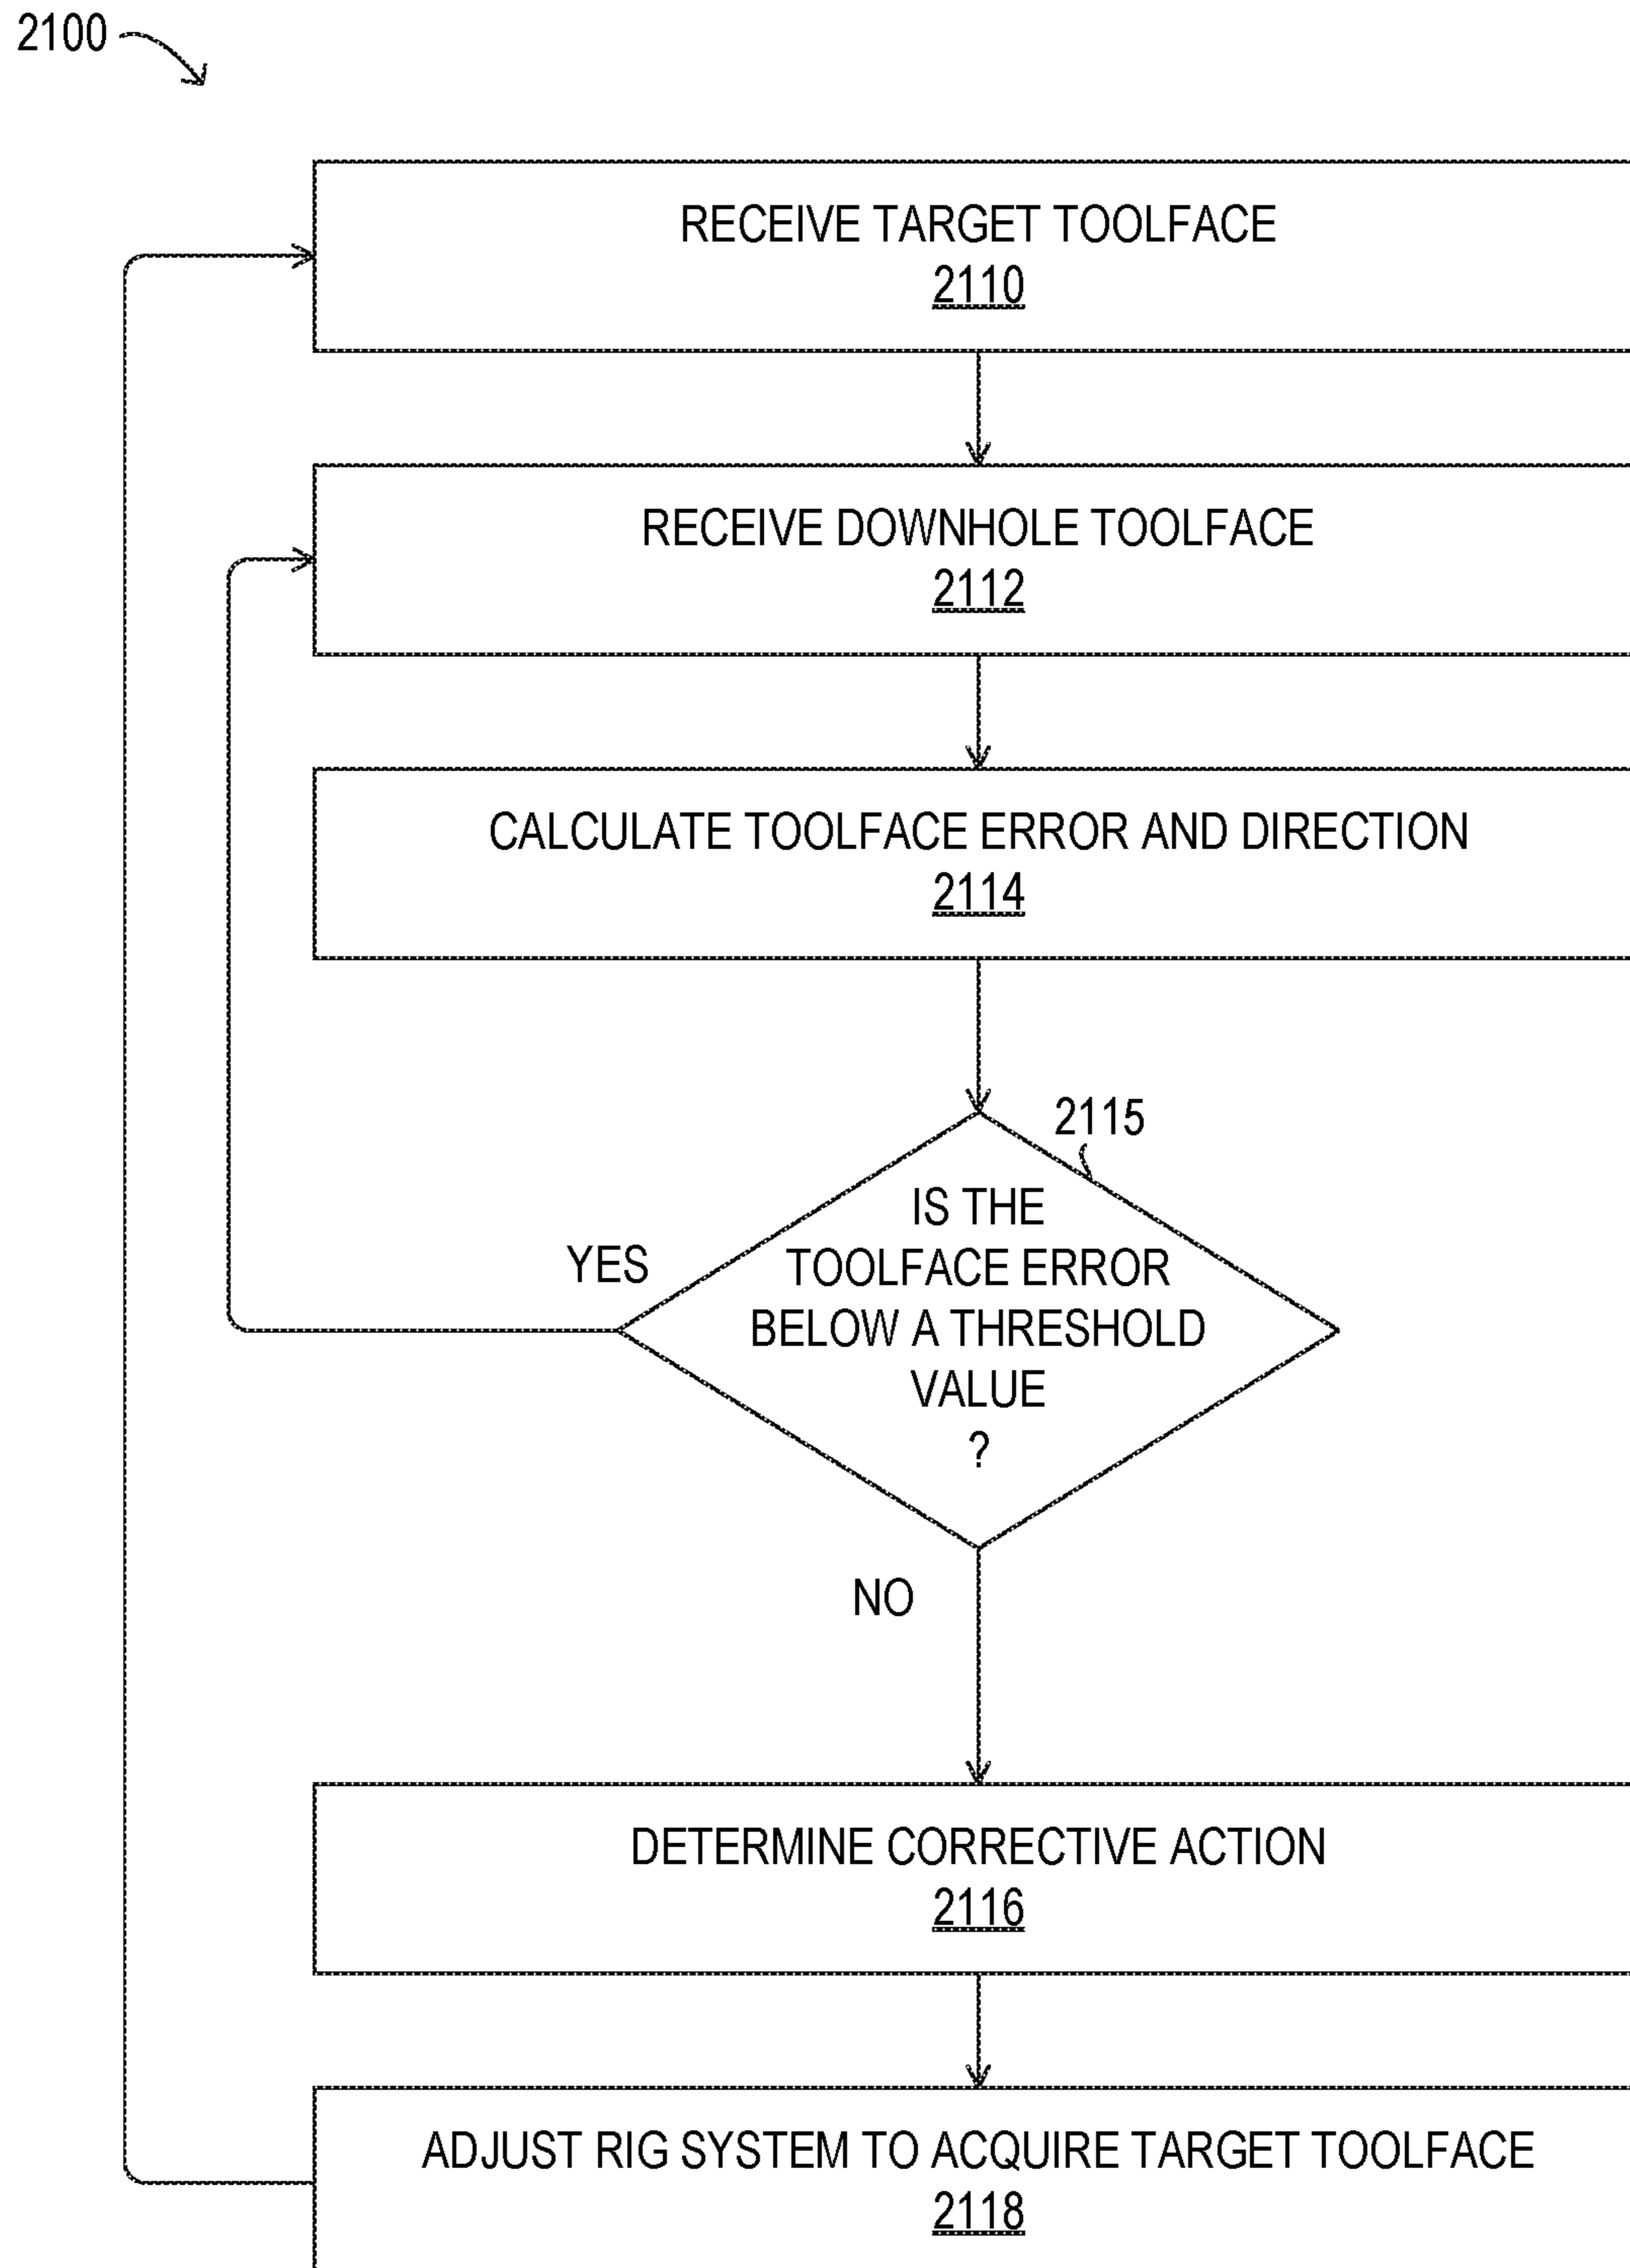 2100
RECEIVE TARGET TOOLFACE
2110
RECEIVE DOWNHOLE TOOLFACE
2112
CALCULATE TOOLFACE ERROR AND DIRECTION
2114
2115
IS THE
TOOLFACE ERROR
BELOW A THRESHOLD
VALUE
?
YES
NO
DETERMINE CORRECTIVE ACTION
2116
ADJUST RIG SYSTEM TO ACQUIRE TARGET TOOLFACE
2118